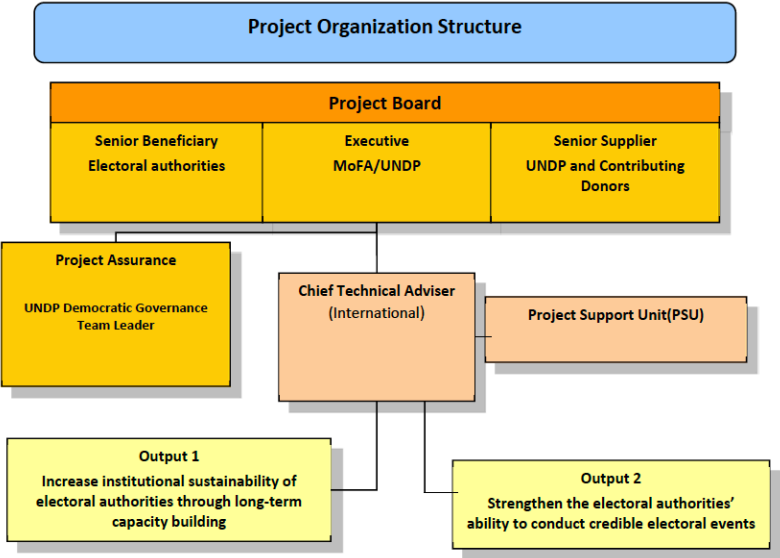 Project Organization Structure
Project Board
Senior Beneficiary
Electoral authorities
Executive
MoFA/UNDP
Senior Supplier
UNDP and Contributing
Donors
Project Assurance
UNDP Democratic Governance
Team Leader
Chief Technical Adviser
(International)
Project Support Unit(PSU)
Output 1
Increase institutional sustainability of
electoral authorities through long-term
capacity building
Output 2
Strengthen the electoral authorities’
ability to conduct credible electoral events